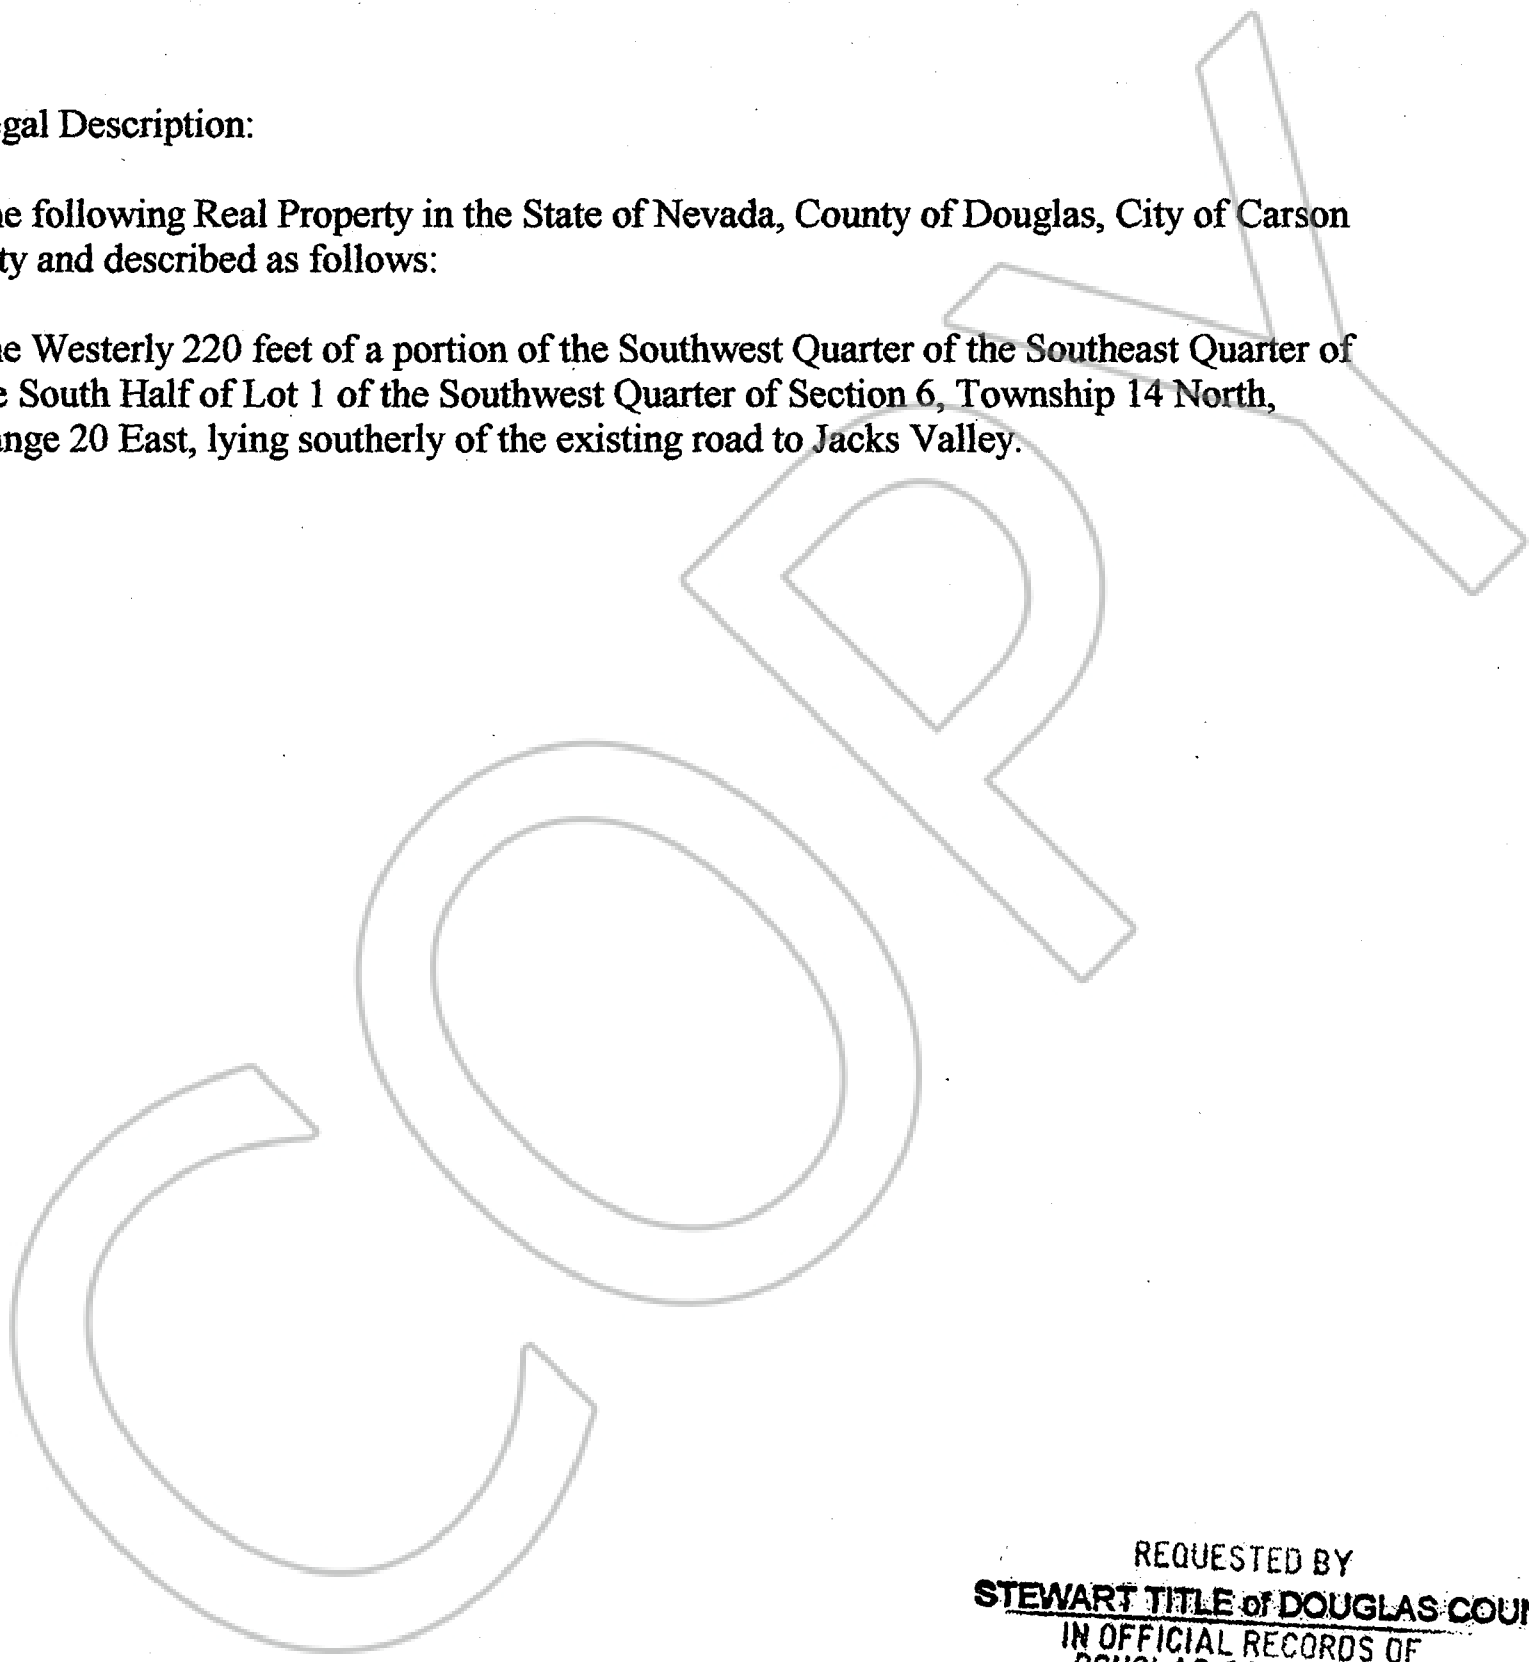 gal Description:
e following Real Property in the State of Nevada, County of Douglas, City of Carson
ty and described as follows:
e Westerly 220 feet of a portion of the Southwest Quarter of the Southeast Quarter of
e South Half of Lot 1 of the Southwest Quarter of Section 6, Township 14 North,
nge 20 East, lying southerly of the existing road to Jacks Valley.
COPY
REQUESTED BY
STEWART TITLE of DOUGLAS COUN
IN OFFICIAL RECORDS OF